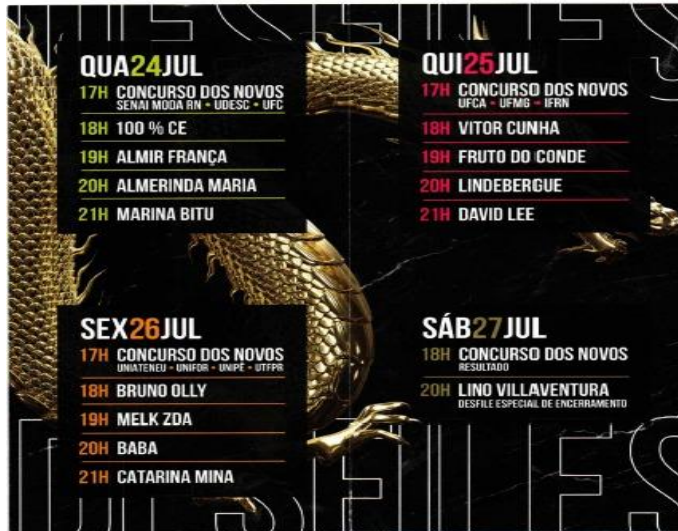 DESFILES
QUA24JUL
17H CONCURSO DOS NOVOS
SENAI MODA RN • UDESC • UFC
18H 100 % CE
19H ALMIR FRANÇA
20H ALMERINDA MARIA
21H MARINA BITU
QUI25JUL
17H CONCURSO DOS NOVOS
UFCA • UFMG • IFRN
18H VITOR CUNHA
19H FRUTO DO CONDE
20H LINDEBERGUE
21H DAVID LEE
SEX26JUL
17H CONCURSO DOS NOVOS
UNIATENEU • UNIFOR • UNIPÊ • UTFPR
18H BRUNO OLLY
19H MELK ZDA
20H BABA
21H CATARINA MINA
SÁB27JUL
18H CONCURSO DOS NOVOS
RESULTADO
20H LINO VILLAVENTURA
DESFILE ESPECIAL DE ENCERRAMENTO
DESFILES